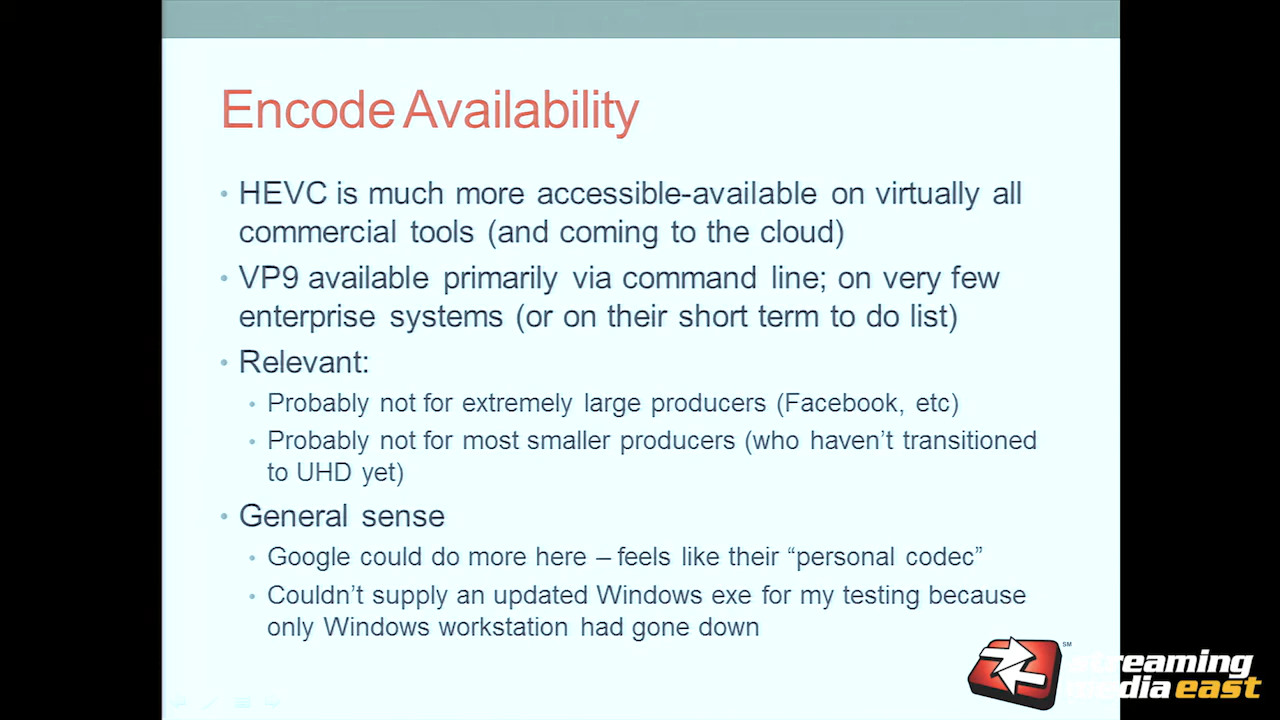 Encode Availability
• HEVC is much more accessible-available on virtually all
commercial tools (and coming to the cloud)
• VP9 available primarily via command line; on very few
enterprise systems (or on their short term to do list)
• Relevant:
• Probably not for extremely large producers (Facebook, etc)
• Probably not for most smaller producers (who haven’t transitioned
to UHD yet)
• General sense
• Google could do more here – feels like their “personal codec”
• Couldn’t supply an updated Windows exe for my testing because
only Windows workstation had gone down
SM
streaming
media east